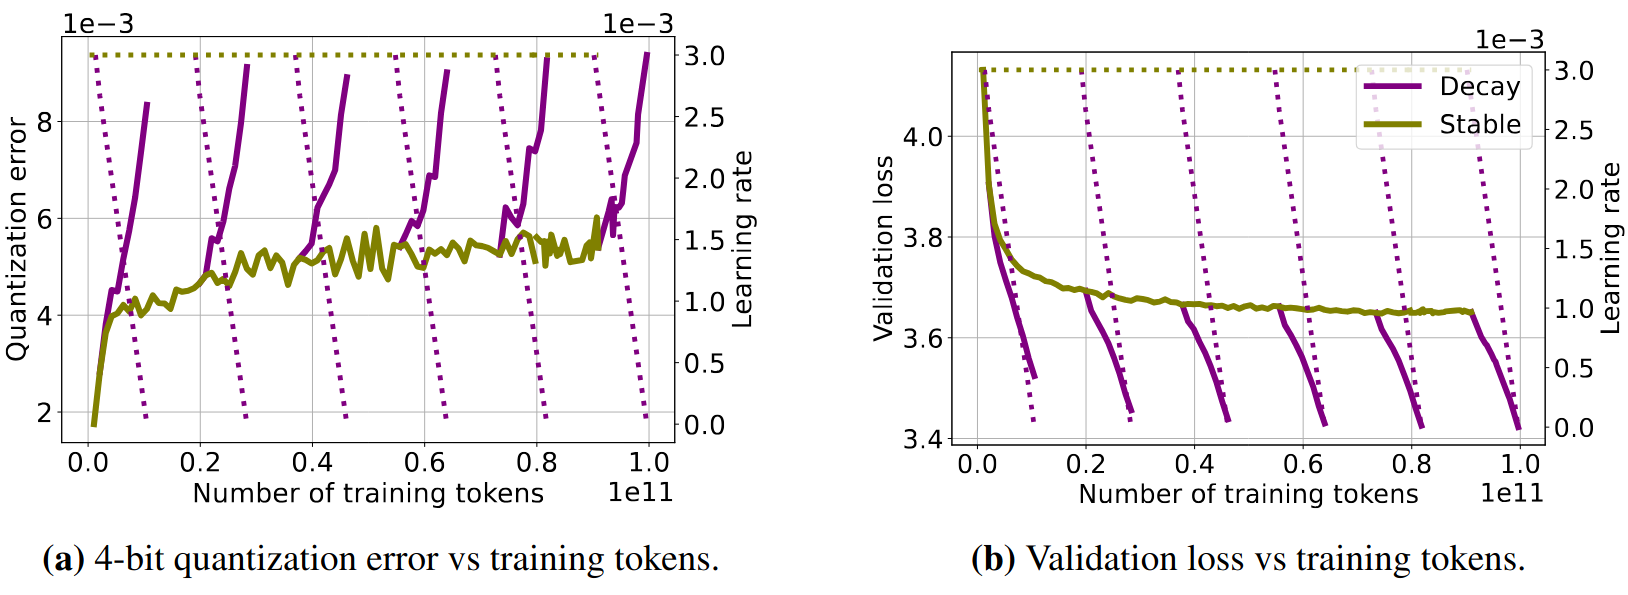 1e−3
1e−3
8
6
4
2
Quantization error
3.0
2.5
2.0
1.5
1.0
0.5
0.0
Learning rate
0.0 0.2 0.4 0.6 0.8 1.0
Number of training tokens
1e11
(a) 4-bit quantization error vs training tokens.
1e−3
4.0
3.8
3.6
3.4
Validation loss
Decay
Stable
3.0
2.5
2.0
1.5
1.0
0.5
0.0
Learning rate
0.0 0.2 0.4 0.6 0.8 1.0
Number of training tokens
1e11
(b) Validation loss vs training tokens.